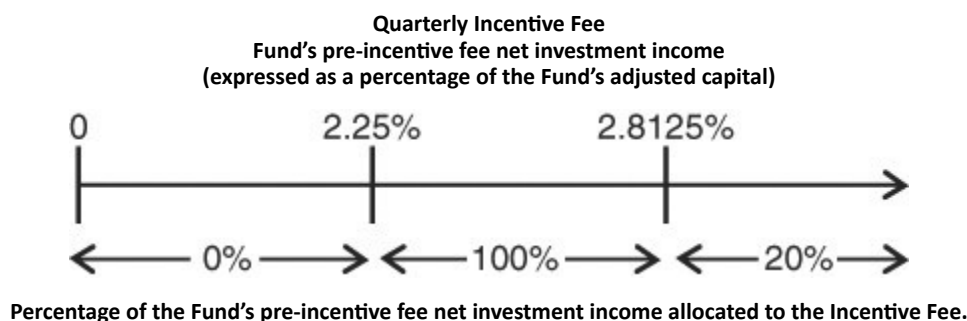 Quarterly Incentive Fee
Fund's pre-incentive fee net investment income
(expressed as a percentage of the Fund's adjusted capital)
0 2.25% 2.8125%
0% 100% 20%
Percentage of the Fund's pre-incentive fee net investment income allocated to the Incentive Fee.